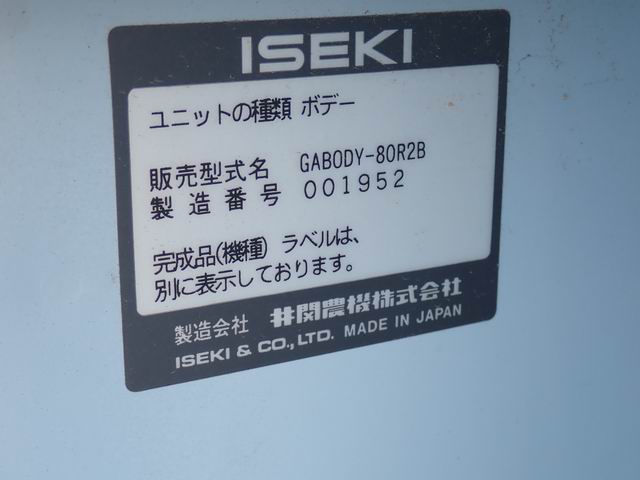 ISEKI
ユニットの種類 ボデー
販売型式名 GABODY-80R2B
製造番号 001952
完成品(機種) ラベルは、
別に表示しております。
製造会社 井関農機株式会社
ISEKI & CO., LTD. MADE IN JAPAN